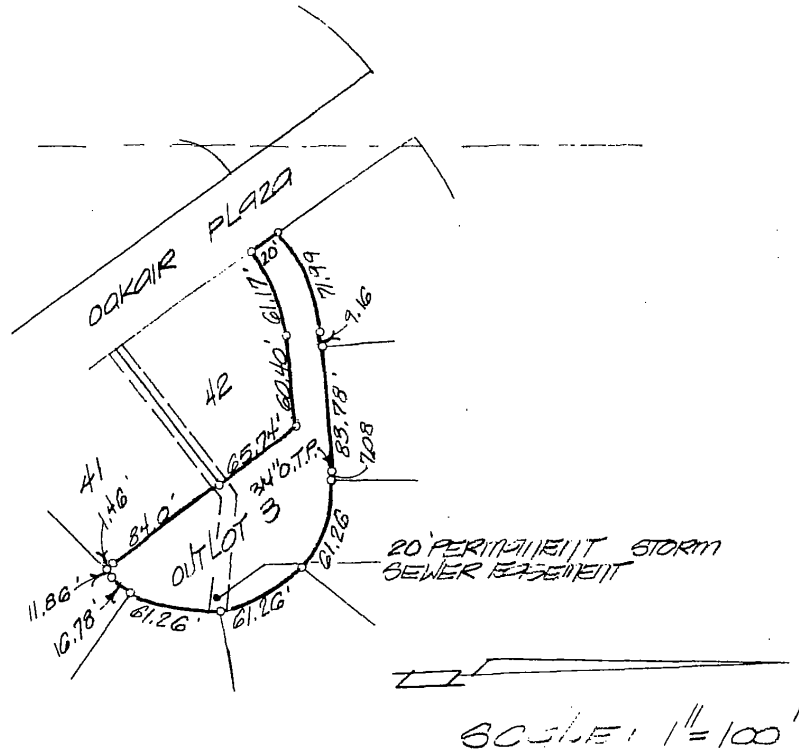 OAKAIR PLAZA
20'
61.17'
71.99
9.16
42
60.40'
83.78'
65.74'
3/4" O.T.P.
7.08
41
1.46'
84.0'
OUTLOT 3
61.26
20' PERMANENT STORM
SEWER EASEMENT
11.86'
16.78'
61.26'
61.26'
SCALE: 1"=100'